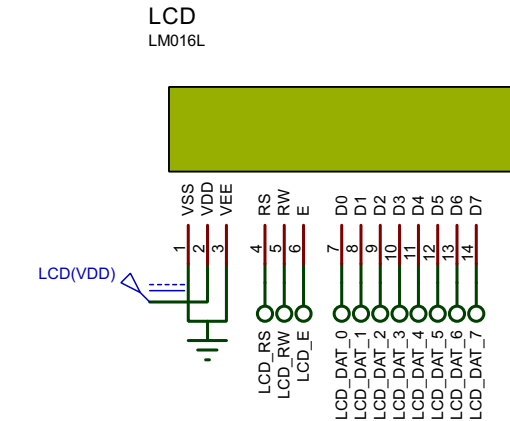 LCD
LM016L
VSS
VDD
VEE
RS
RW
E
D0
D1
D2
D3
D4
D5
D6
D7
1
2
3
4
5
6
7
8
9
10
11
12
13
14
LCD(VDD)
LCD_RS
LCD_RW
LCD_E
LCD_DAT_0
LCD_DAT_1
LCD_DAT_2
LCD_DAT_3
LCD_DAT_4
LCD_DAT_5
LCD_DAT_6
LCD_DAT_7